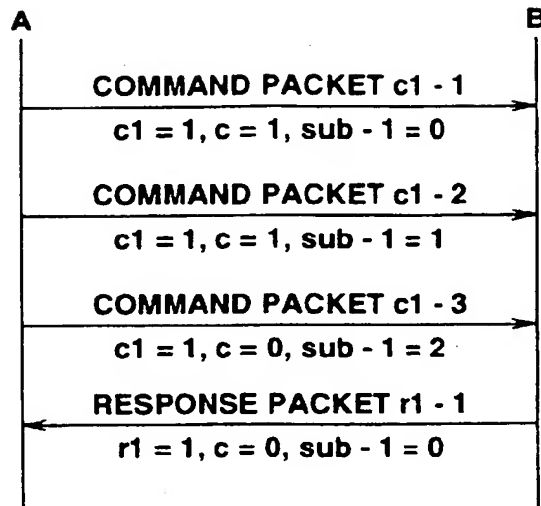 A B
COMMAND PACKET c1 - 1
c1 = 1, c = 1, sub - 1 = 0
COMMAND PACKET c1 - 2
c1 = 1, c = 1, sub - 1 = 1
COMMAND PACKET c1 - 3
c1 = 1, c = 0, sub - 1 = 2
RESPONSE PACKET r1 - 1
r1 = 1, c = 0, sub - 1 = 0